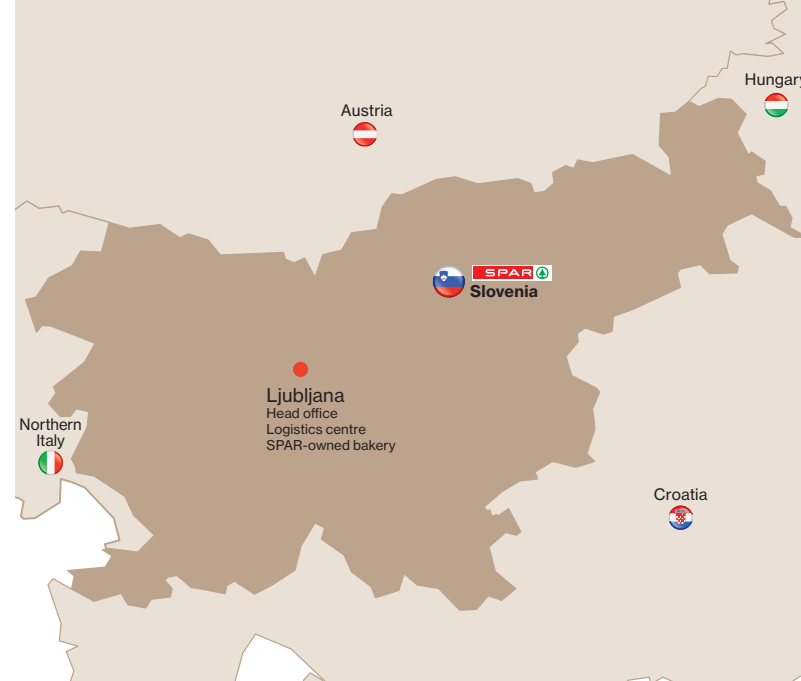 Hungary
Austria
SPAR
Slovenia
Ljubljana
Head office
Logistics centre
SPAR-owned bakery
Northern
Italy
Croatia